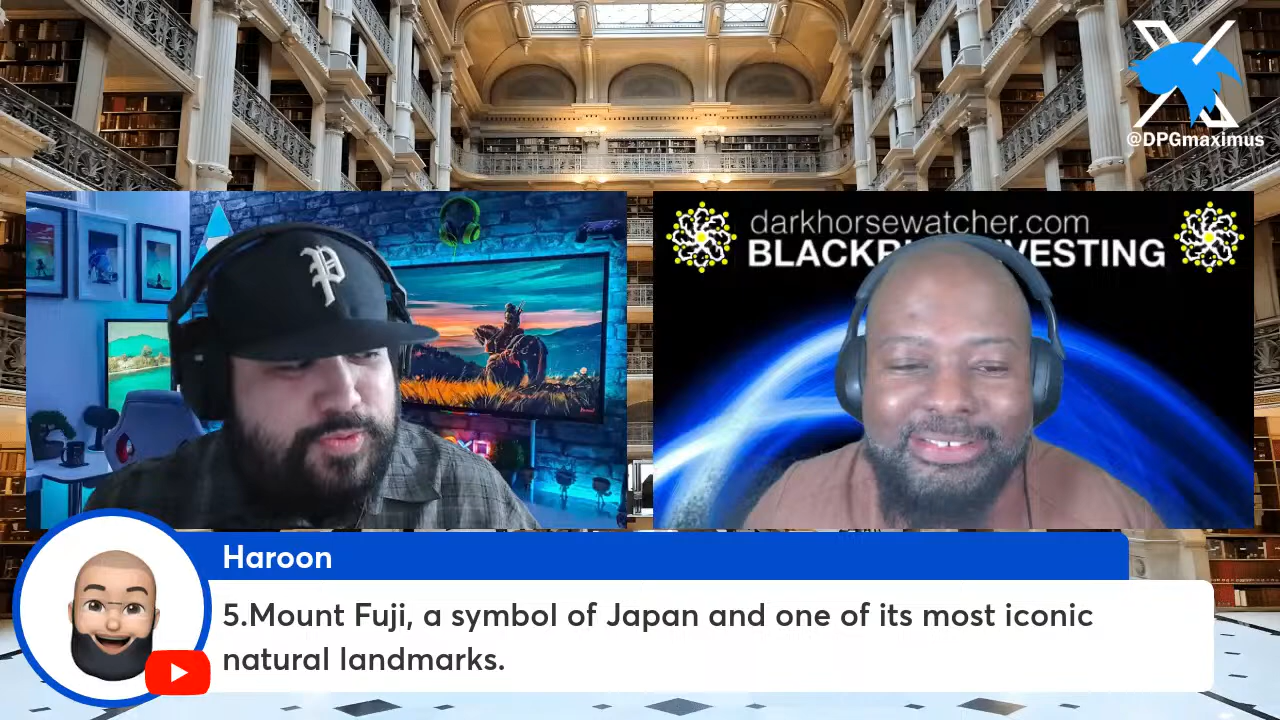 @DPGmaximus
darkhorsewatcher.com
P
Haroon
5.Mount Fuji, a symbol of Japan and one of its most iconic
natural landmarks.